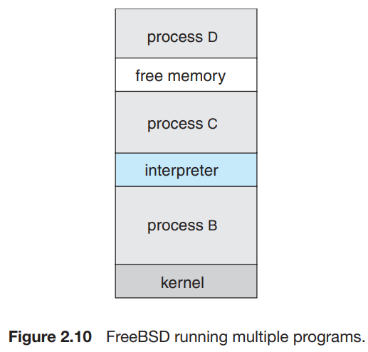 process D
free memory
process C
interpreter
process B
kernel
Figure 2.10 FreeBSD running multiple programs.